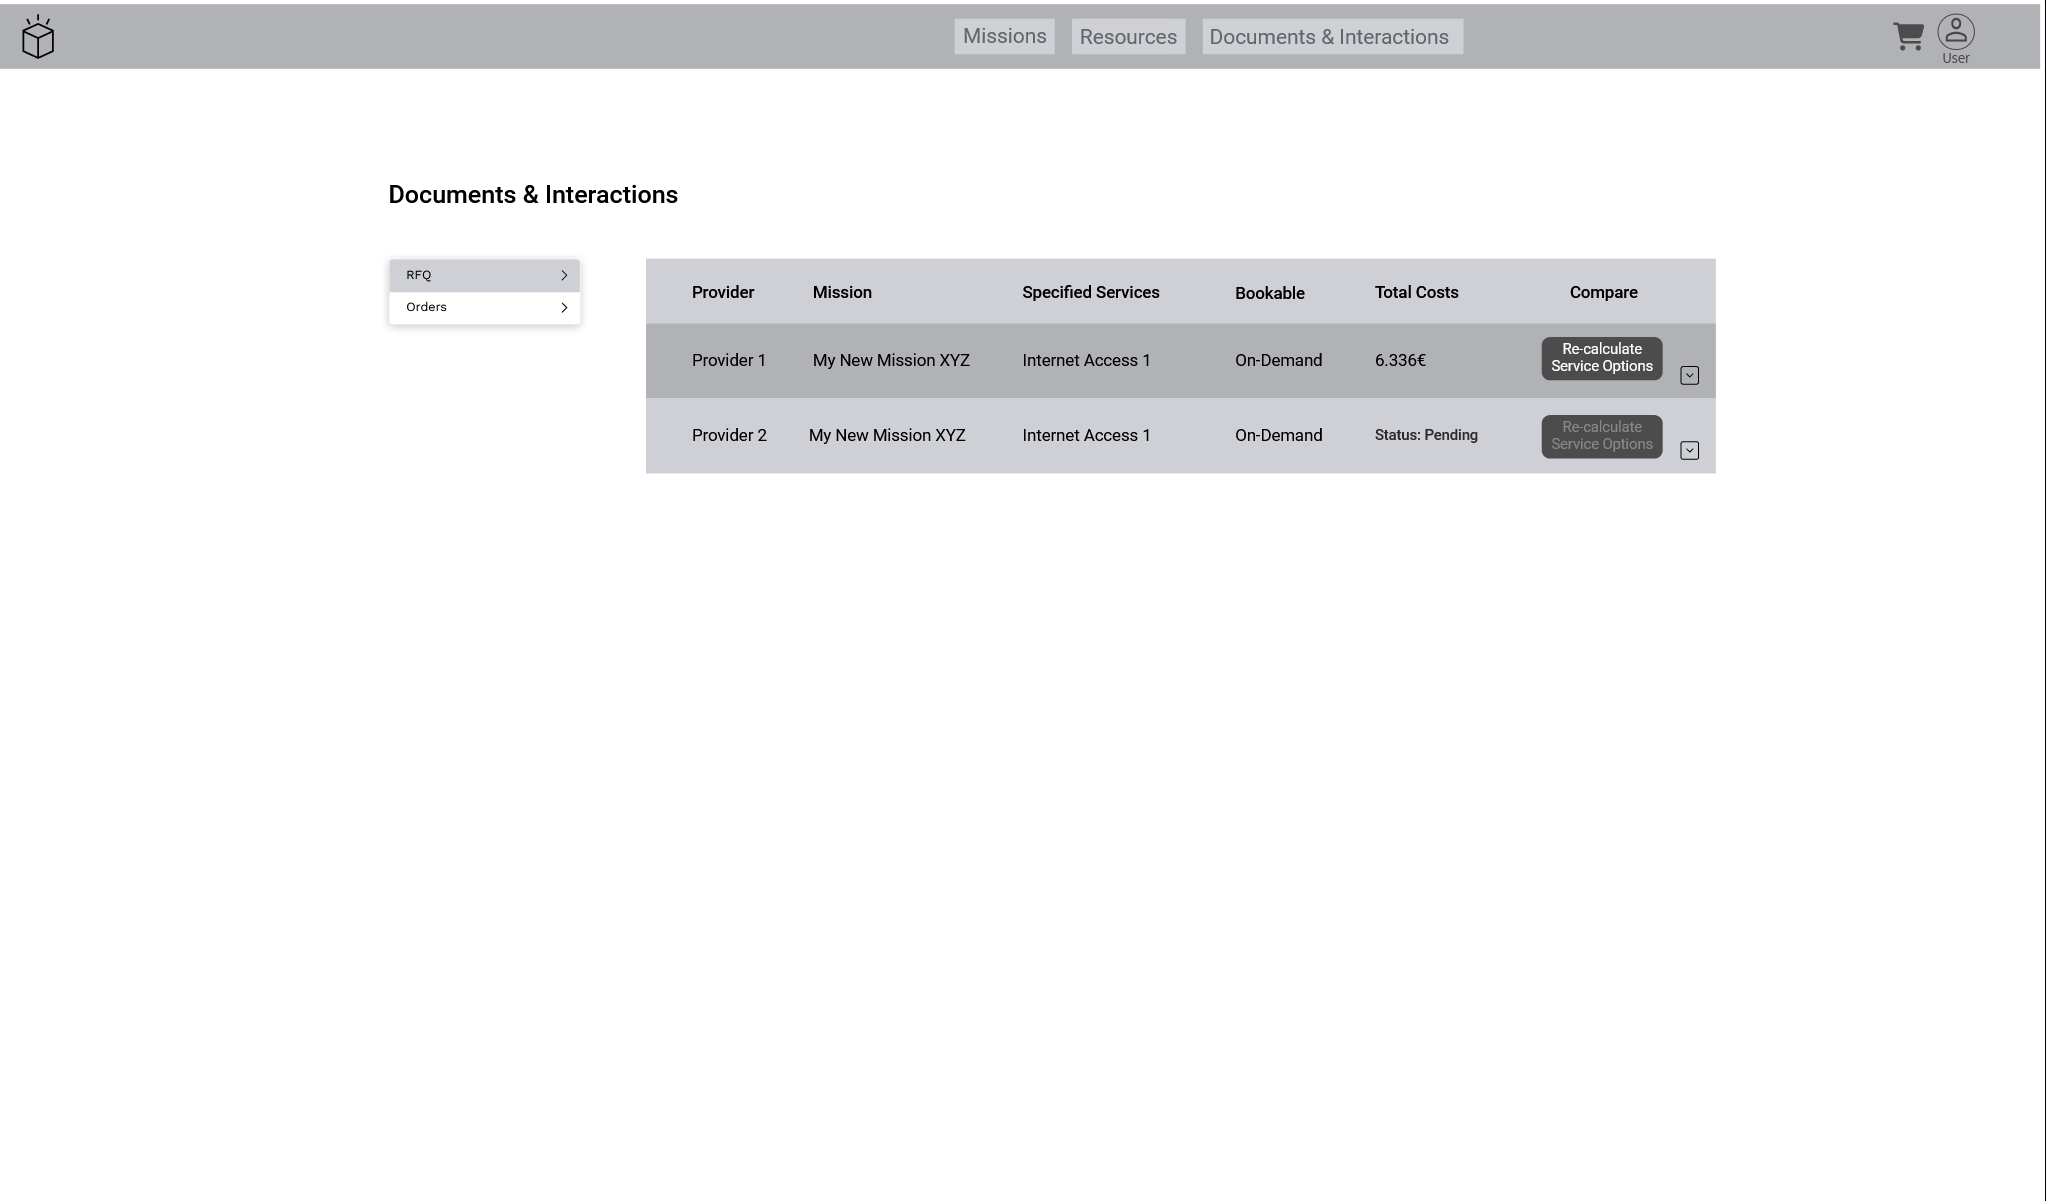 Missions Resources Documents & Interactions
User
Documents & Interactions
RFQ
Orders
Provider Mission Specified Services Bookable Total Costs Compare
Provider 1 My New Mission XYZ Internet Access 1 On-Demand 6.336€ Re-calculate
Service Options
Provider 2 My New Mission XYZ Internet Access 1 On-Demand Status: Pending Re-calculate
Service Options